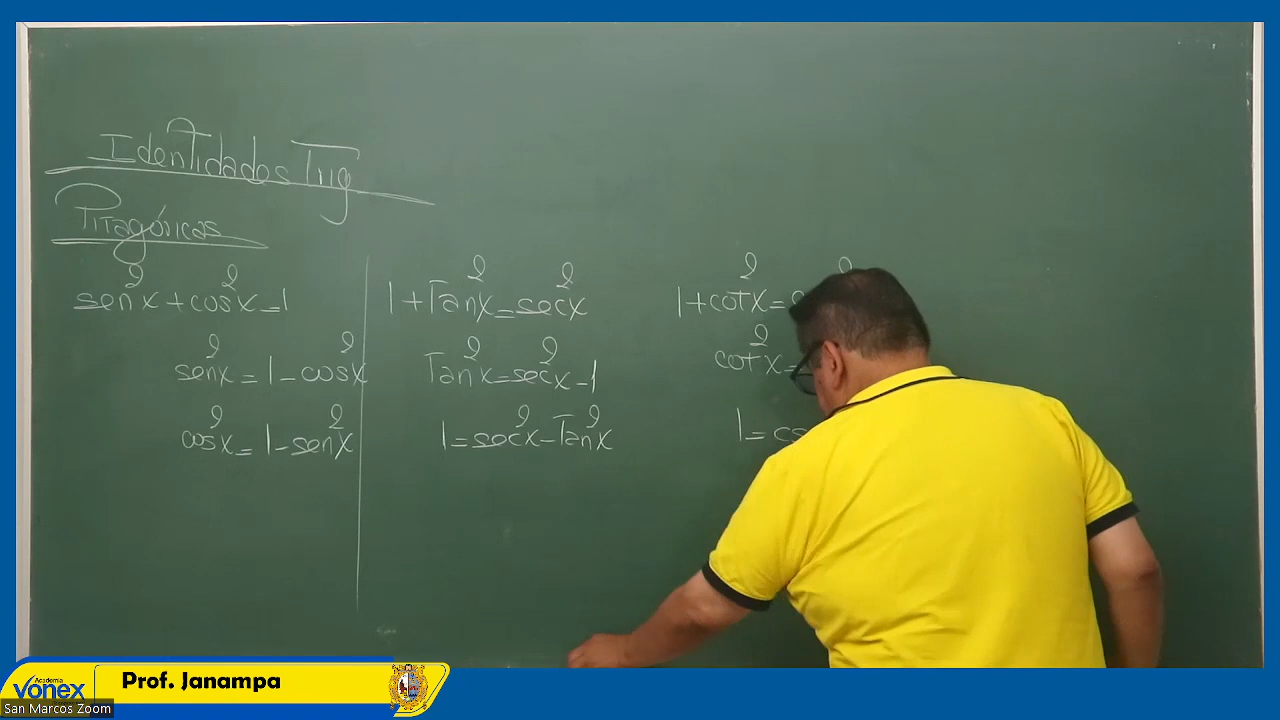 Identidades Trig
Pitagóricas
sen²x + cos²x = 1
sen²x = 1 - cos²x
cos²x = 1 - sen²x
1 + Tan²x = sec²x
Tan²x = sec²x - 1
1 = sec²x - Tan²x
1 + cot²x =
cot²x =
1 = cs
Academia
VONEX
Prof. Janampa
San Marcos Zoom